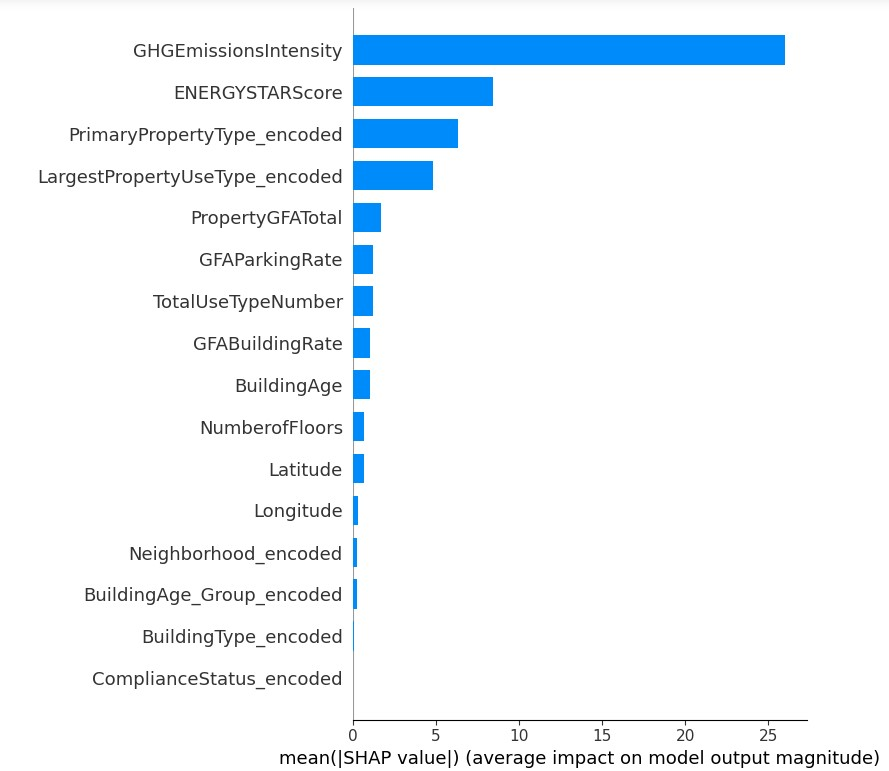 GHGEmissionsIntensity
ENERGYSTARScore
PrimaryPropertyType_encoded
LargestPropertyUseType_encoded
PropertyGFATotal
GFAParkingRate
TotalUseTypeNumber
GFABuildingRate
BuildingAge
NumberofFloors
Latitude
Longitude
Neighborhood_encoded
BuildingAge_Group_encoded
BuildingType_encoded
ComplianceStatus_encoded
0 5 10 15 20 25
mean(|SHAP value|) (average impact on model output magnitude)